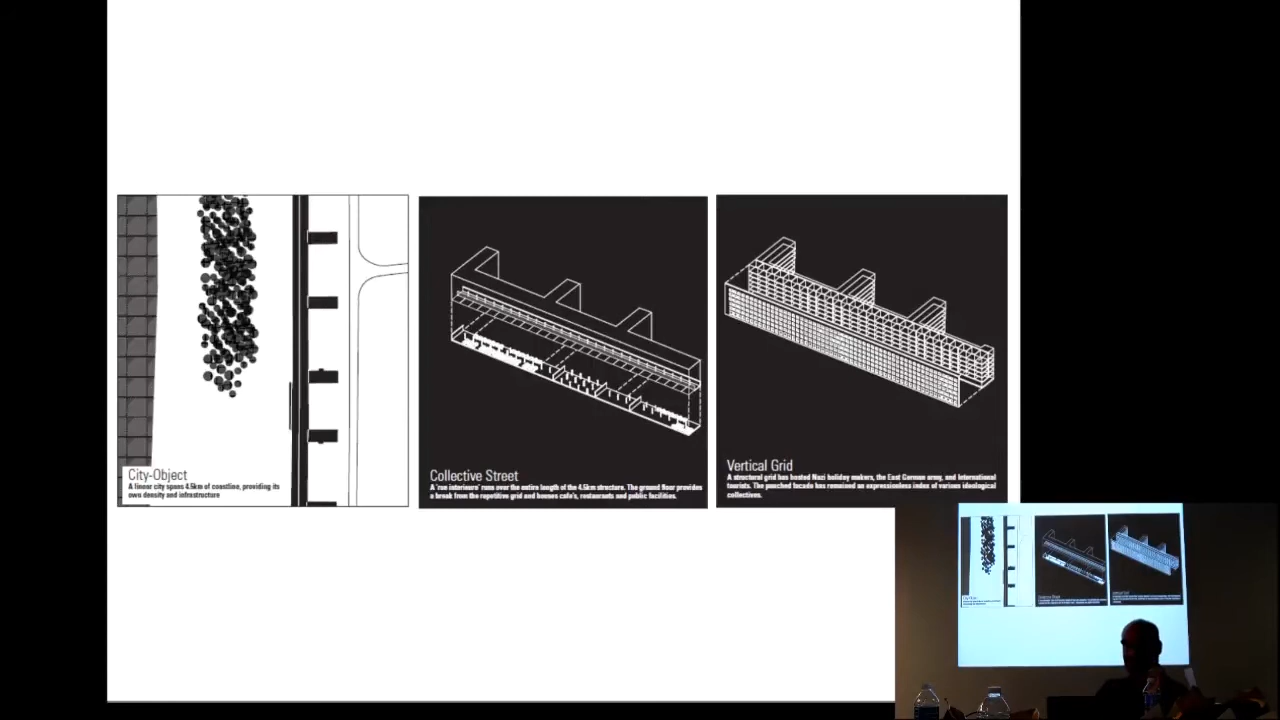 City-Object
A linear city spans 4.5km of coastline, providing its
own density and infrastructure
Collective Street
A 'rue interieure' runs over the entire length of the 4.5km structure. The ground floor provides
a break from the repetitive grid and houses cafe's, restaurants and public facilities.
Vertical Grid
A structural grid has hosted Nazi holiday makers, the East German army, and International
tourists. The punched facade has remained an expressionless index of various ideological
collectives.